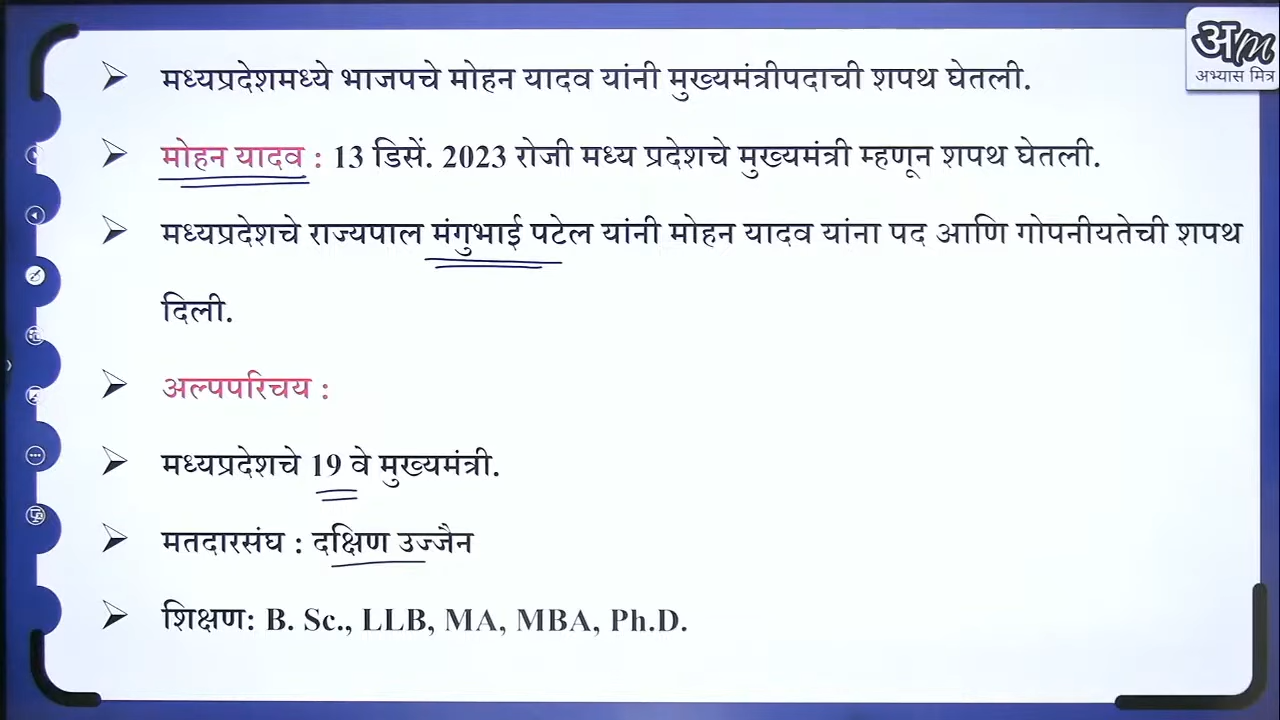 अm
अभ्यास मित्र
मध्यप्रदेशमध्ये भाजपचे मोहन यादव यांनी मुख्यमंत्रीपदाची शपथ घेतली.
मोहन यादव : 13 डिसें. 2023 रोजी मध्य प्रदेशचे मुख्यमंत्री म्हणून शपथ घेतली.
मध्यप्रदेशचे राज्यपाल मंगुभाई पटेल यांनी मोहन यादव यांना पद आणि गोपनीयतेची शपथ
दिली.
अल्पपरिचय :
मध्यप्रदेशचे 19 वे मुख्यमंत्री.
मतदारसंघ : दक्षिण उज्जैन
शिक्षण: B. Sc., LLB, MA, MBA, Ph.D.